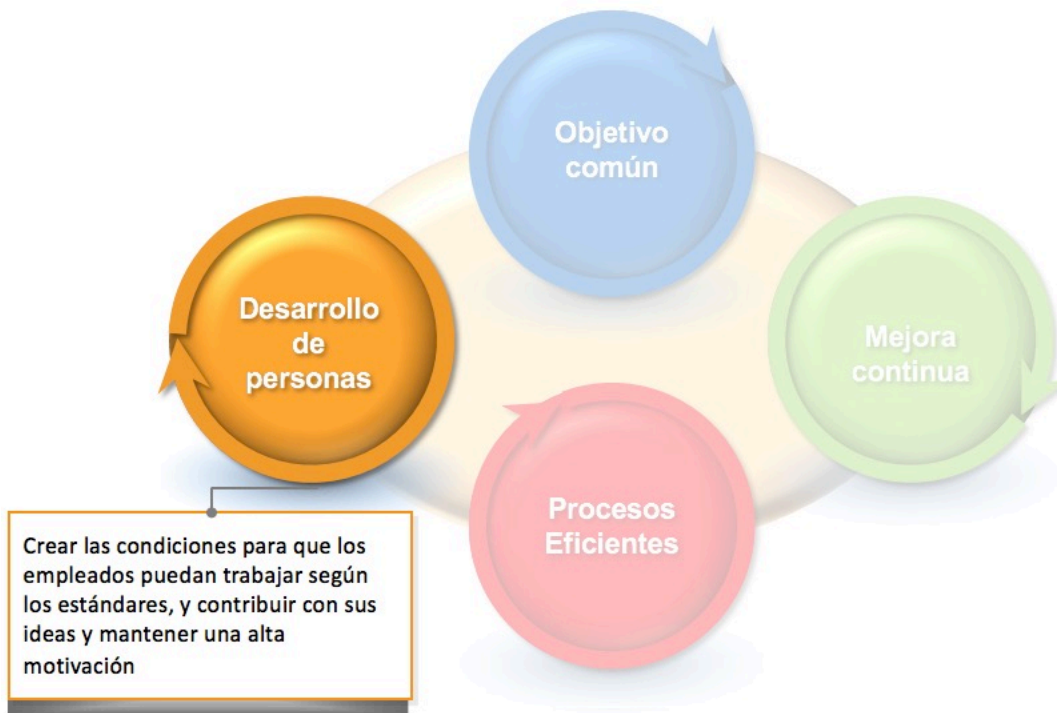 Objetivo
común
Desarrollo
de
personas
Mejora
continua
Procesos
Eficientes
Crear las condiciones para que los
empleados puedan trabajar según
los estándares, y contribuir con sus
ideas y mantener una alta
motivación